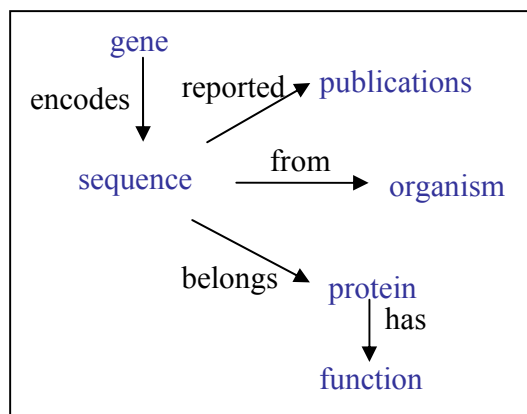 gene
encodes
reported
publications
sequence
from
organism
belongs
protein
has
function